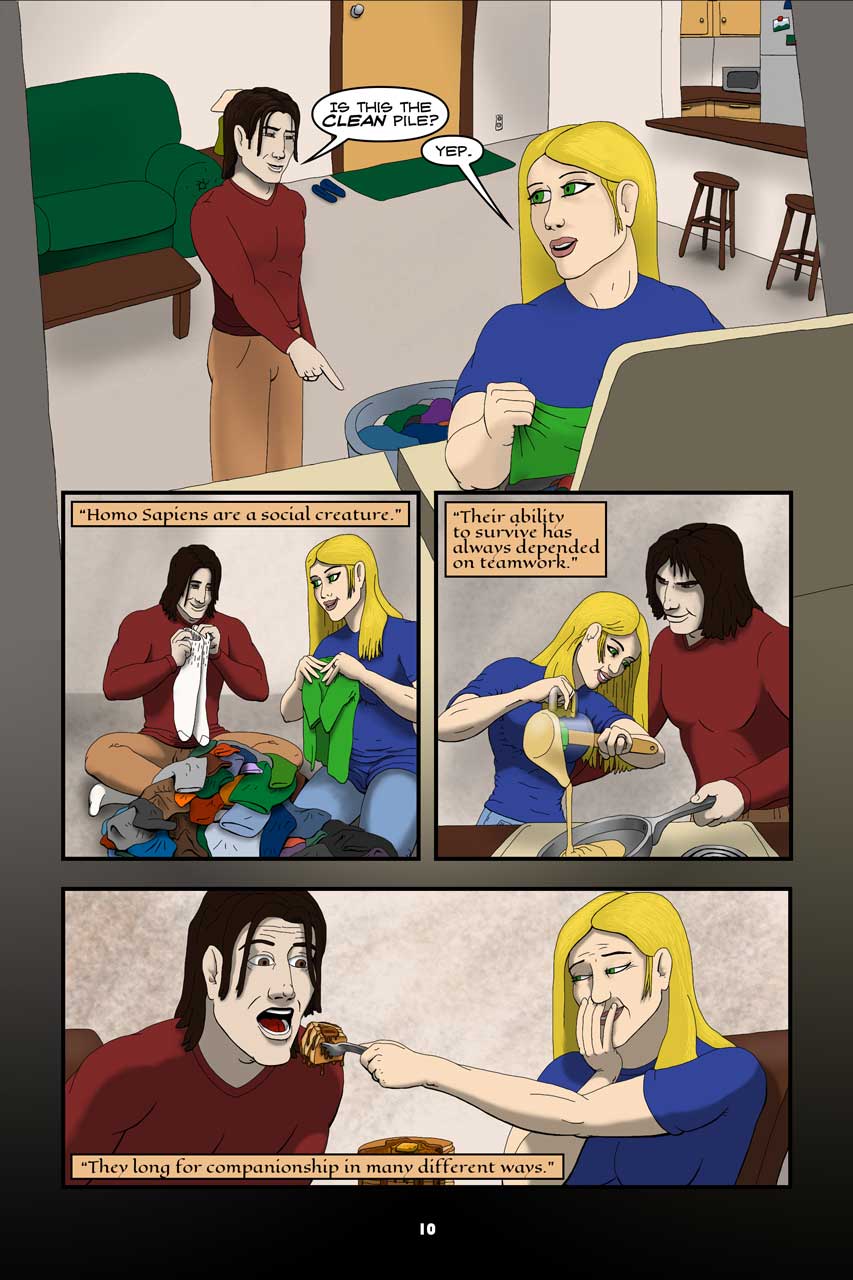 IS THIS THE
CLEAN PILE?
YEP.
"Homo Sapiens are a social creature."
"Their ability
to survive has
always depended
on teamwork."
"They long for companionship in many different ways."
10